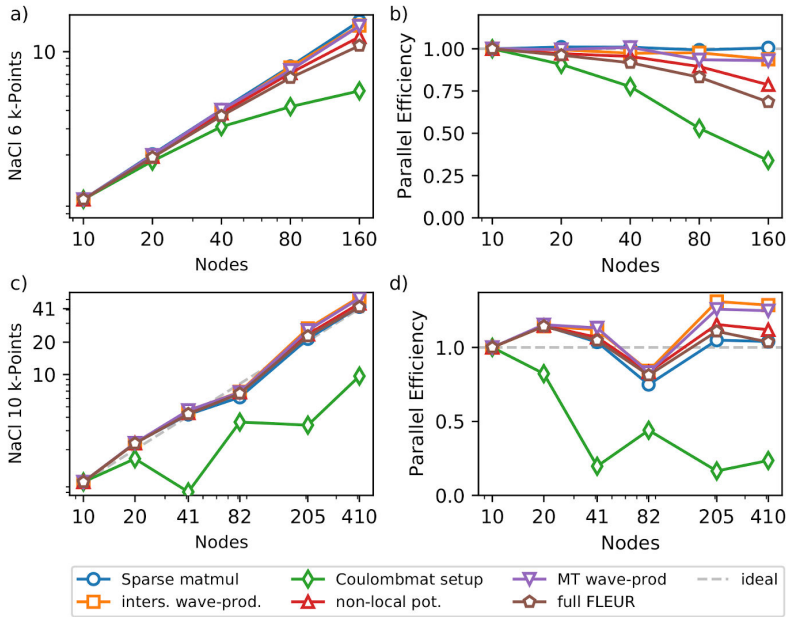 a)
NaCl 6 k-Points
10
10 20 40 80 160
Nodes
b)
Parallel Efficiency
1.00
0.75
0.50
0.25
0.00
10 20 40 80 160
Nodes
c)
NaCl 10 k-Points
41
20
10
10 20 41 82 205 410
Nodes
d)
Parallel Efficiency
1.0
0.5
0.0
10 20 41 82 205 410
Nodes
Sparse matmul Coulombmat setup MT wave-prod ideal
inters. wave-prod. non-local pot. full FLEUR